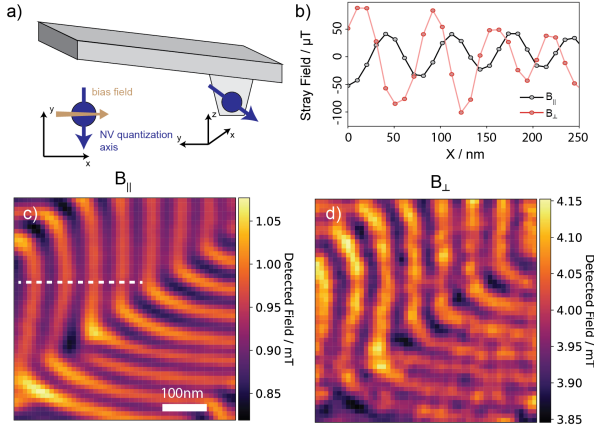 a)
bias field
y
x
NV quantization
axis
z
y
x
b)
Stray Field / µT
50
0
-50
-100
0
50
100
150
200
250
X / nm
B∥
B⊥
B∥
c)
100nm
1.05
1.00
0.95
0.90
0.85
Detected Field / mT
B⊥
d)
4.15
4.10
4.05
4.00
3.95
3.90
3.85
Detected Field / mT